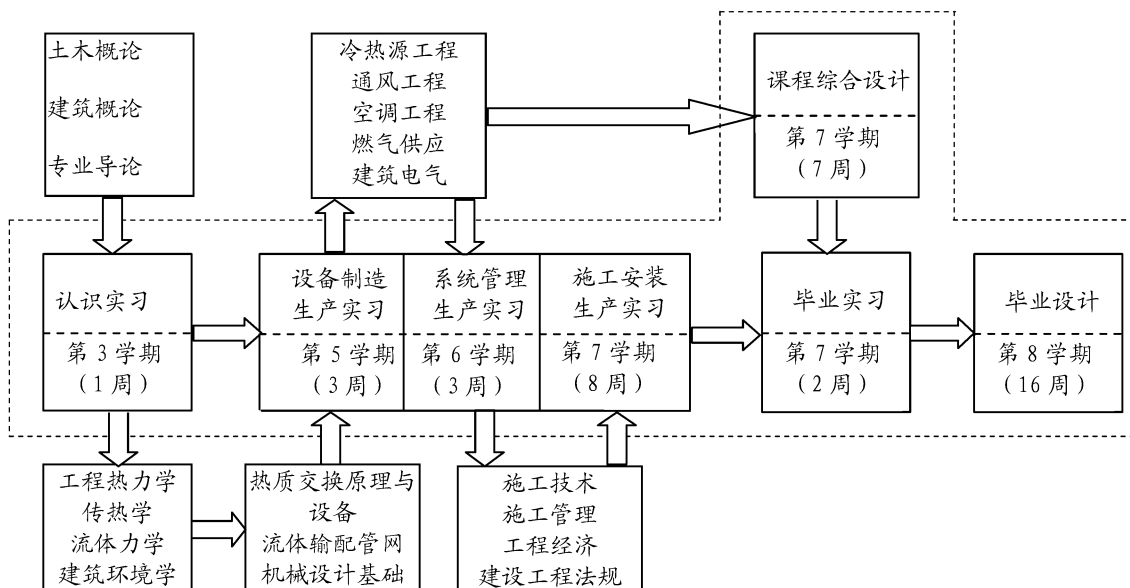 土木概论
建筑概论
专业导论
冷热源工程
通风工程
空调工程
燃气供应
建筑电气
课程综合设计
第7学期
(7周)
认识实习
第3学期
(1周)
设备制造
生产实习
第5学期
(3周)
系统管理
生产实习
第6学期
(3周)
施工安装
生产实习
第7学期
(8周)
毕业实习
第7学期
(2周)
毕业设计
第8学期
(16周)
工程热力学
传热学
流体力学
建筑环境学
热质交换原理与
设备
流体输配管网
机械设计基础
施工技术
施工管理
工程经济
建设工程法规